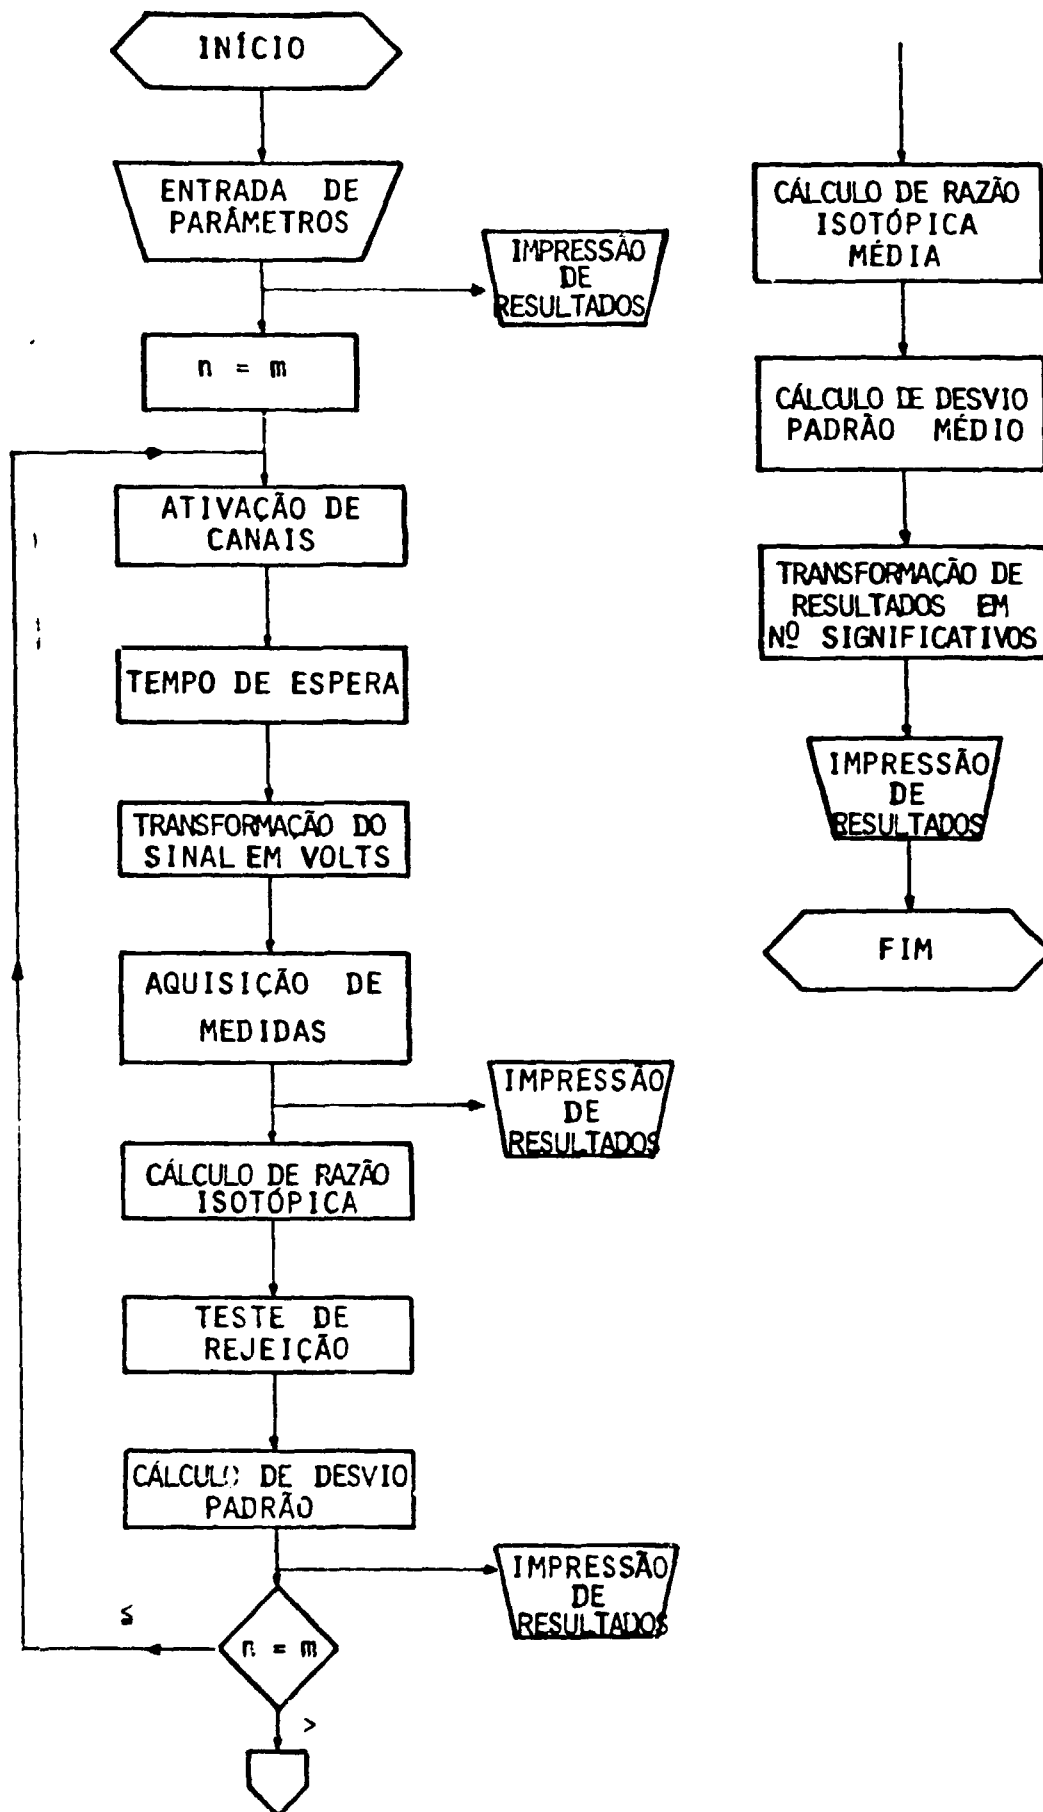 INÍCIO
ENTRADA DE
PARÂMETROS
IMPRESSÃO
DE
RESULTADOS
n = m
ATIVAÇÃO DE
CANAIS
TEMPO DE ESPERA
TRANSFORMAÇÃO DO
SINAL EM VOLTS
AQUISIÇÃO DE
MEDIDAS
IMPRESSÃO
DE
RESULTADOS
CÁLCULO DE RAZÃO
ISOTÓPICA
TESTE DE
REJEIÇÃO
CÁLCULO DE DESVIO
PADRÃO
IMPRESSÃO
DE
RESULTADOS
≤
n = m
>
CÁLCULO DE RAZÃO
ISOTÓPICA
MÉDIA
CÁLCULO DE DESVIO
PADRÃO MÉDIO
TRANSFORMAÇÃO DE
RESULTADOS EM
Nº SIGNIFICATIVOS
IMPRESSÃO
DE
RESULTADOS
FIM